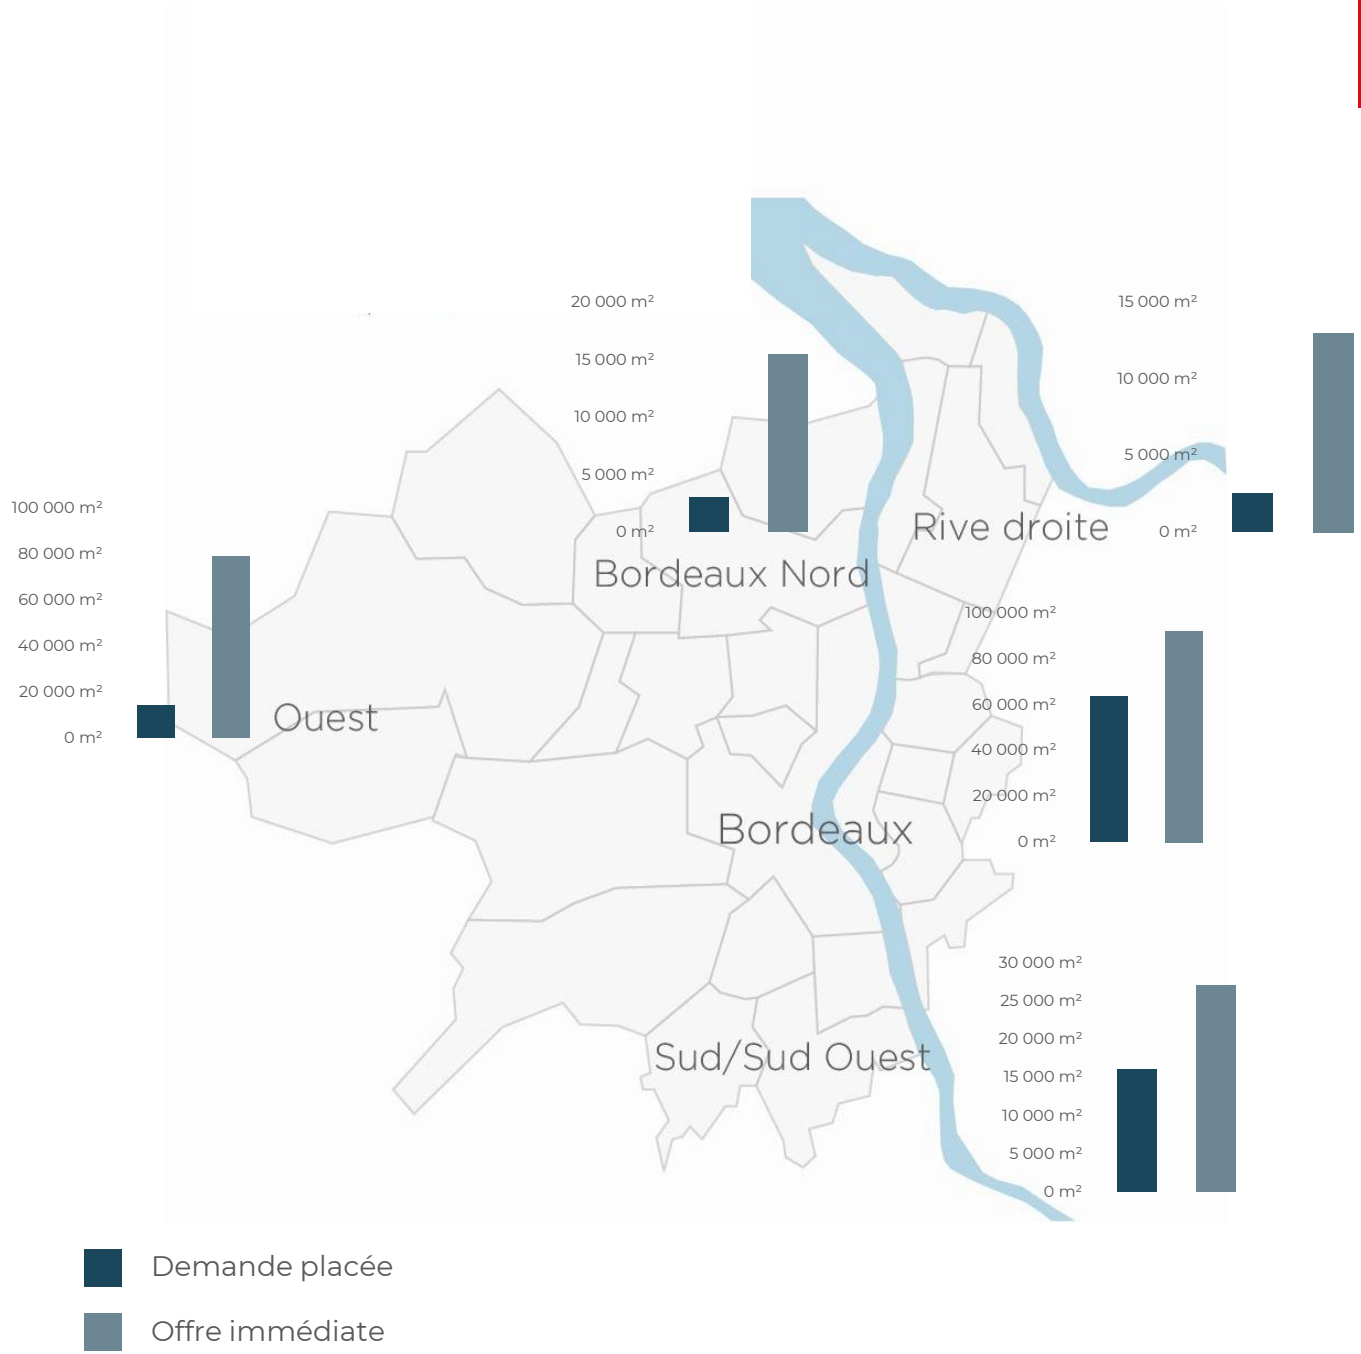 20 000 m²
15 000 m²
10 000 m²
5 000 m²
0 m²
15 000 m²
10 000 m²
5 000 m²
0 m²
100 000 m²
80 000 m²
60 000 m²
40 000 m²
20 000 m²
0 m²
Rive droite
Bordeaux Nord
100 000 m²
80 000 m²
60 000 m²
40 000 m²
20 000 m²
0 m²
Ouest
Bordeaux
30 000 m²
25 000 m²
20 000 m²
15 000 m²
10 000 m²
5 000 m²
0 m²
Sud/Sud Ouest
Demande placée
Offre immédiate